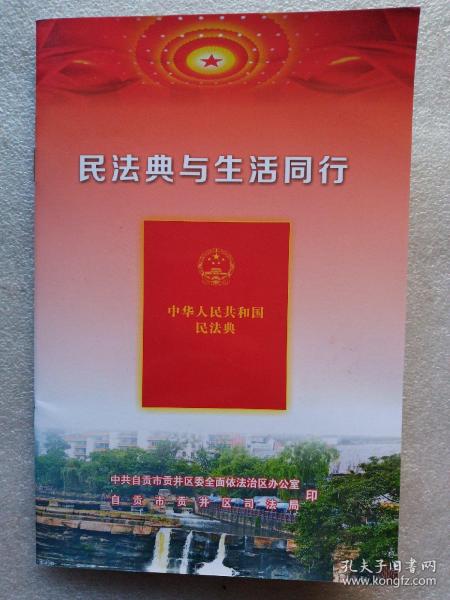 民法典与生活同行
中华人民共和国
民法典
中共自贡市贡井区委全面依法治区办公室
自贡市贡井区司法局
印
孔夫子旧书网
www.kongfz.com